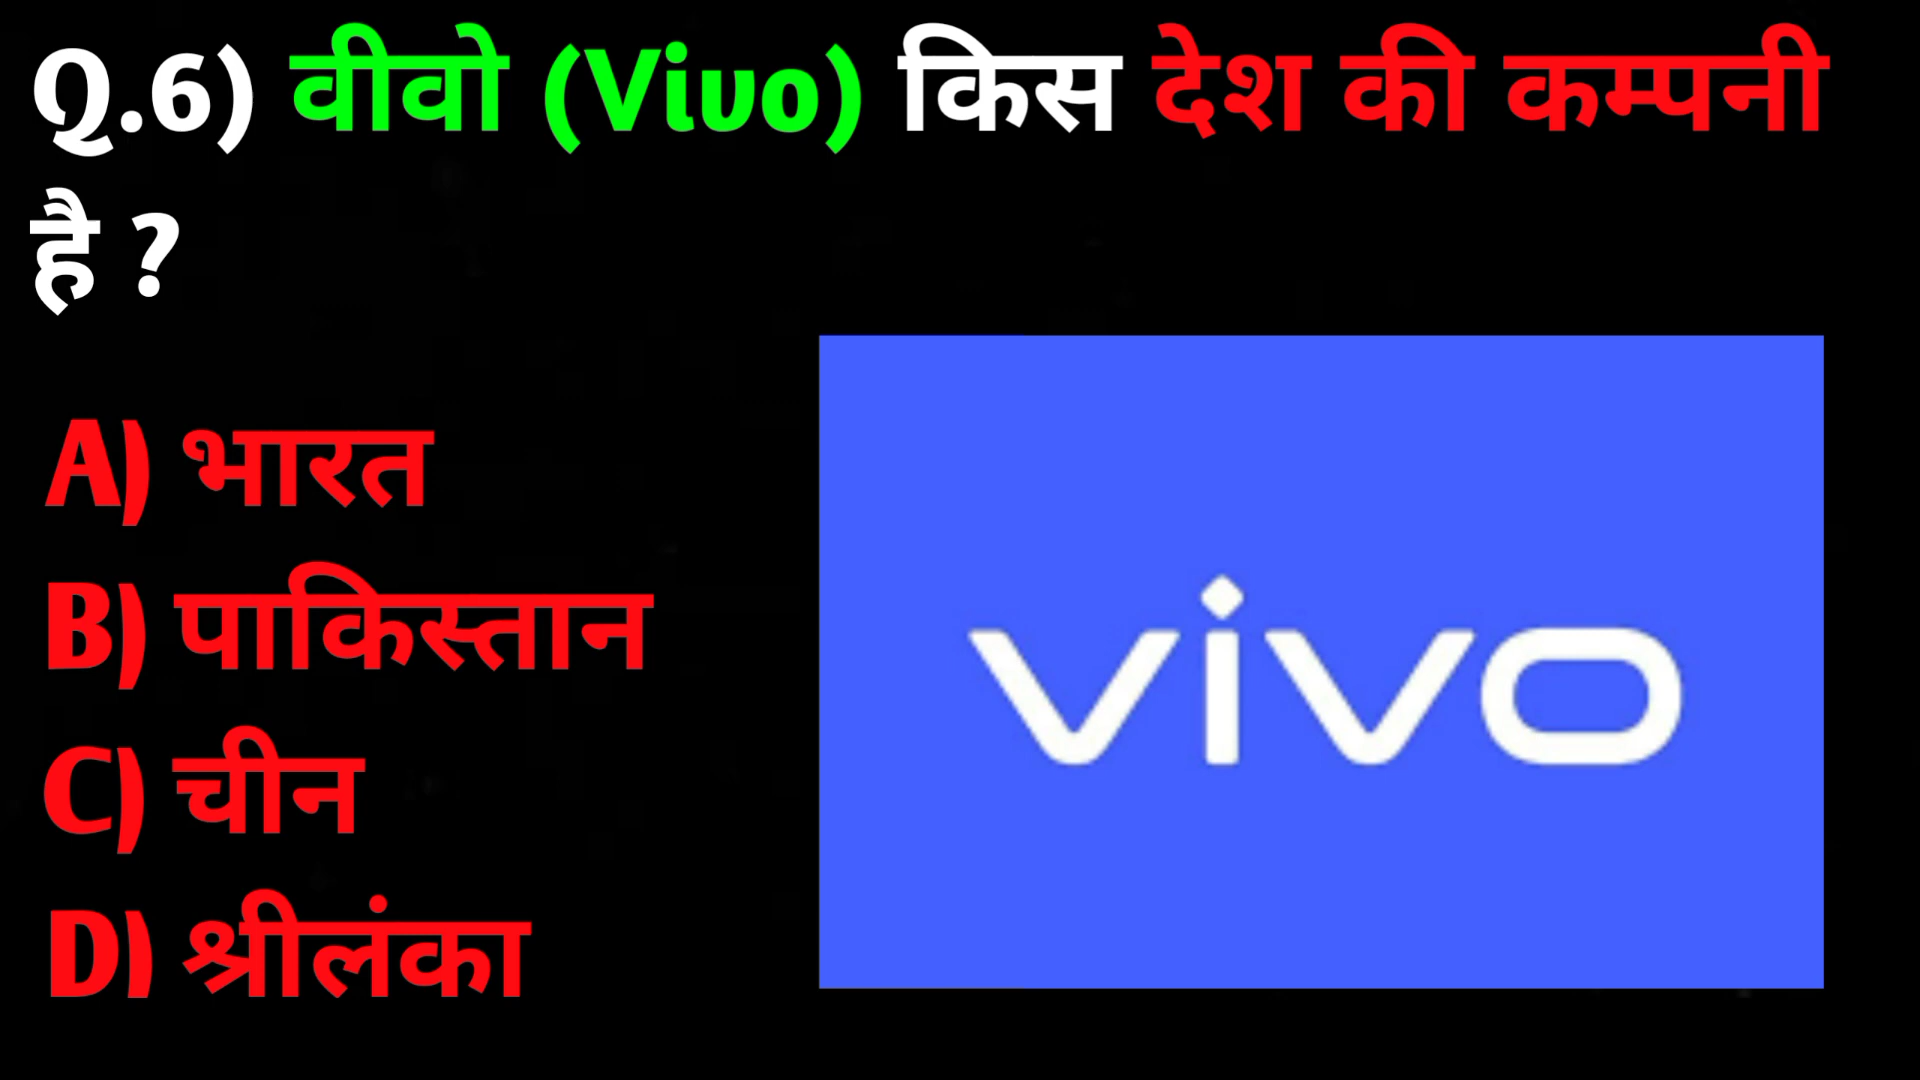 Q.6) वीवो (Vivo) किस देश की कम्पनी
है ?
A) भारत
B) पाकिस्तान
C) चीन
D) श्रीलंका
vivo